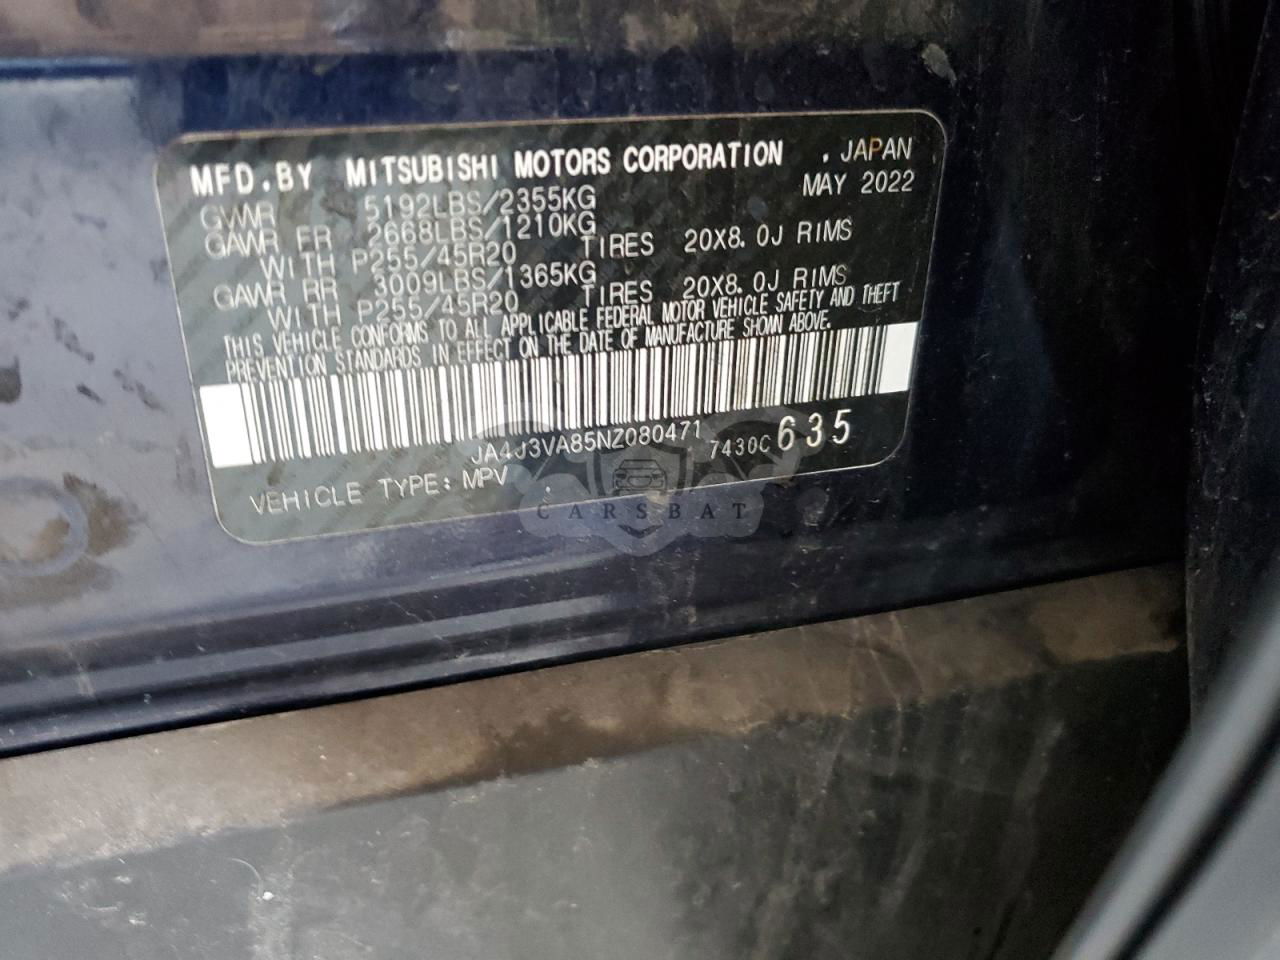 MFD.BY MITSUBISHI MOTORS CORPORATION , JAPAN
MAY 2022
GVWR 5192LBS/2355KG
GAWR FR 2668LBS/1210KG
WITH P255/45R20 TIRES 20X8.0J RIMS
GAWR RR 3009LBS/1365KG
WITH P255/45R20 TIRES 20X8.0J RIMS
THIS VEHICLE CONFORMS TO ALL APPLICABLE FEDERAL MOTOR VEHICLE SAFETY AND THEFT
PREVENTION STANDARDS IN EFFECT ON THE DATE OF MANUFACTURE SHOWN ABOVE.
JA4J3VA85NZ080471 7430C 635
VEHICLE TYPE: MPV .
CARSBAT